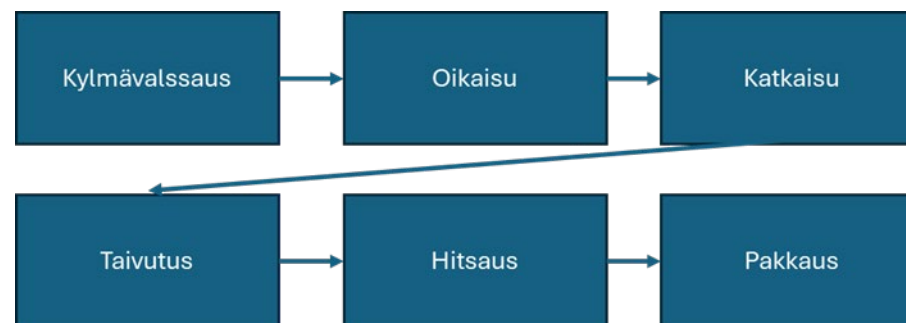 Kylmävalssaus
Oikaisu
Katkaisu
Taivutus
Hitsaus
Pakkaus